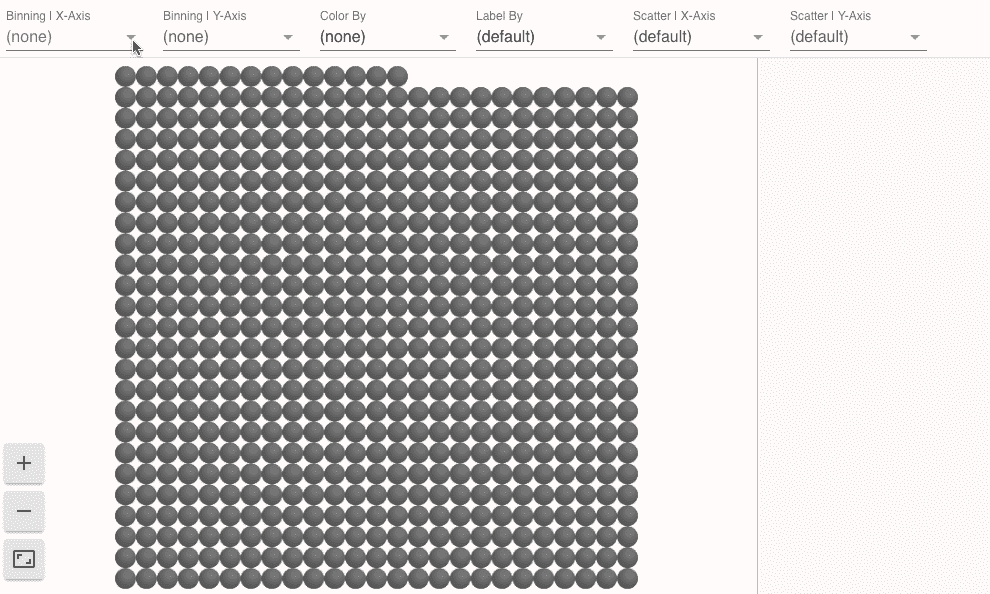 Binning | X-Axis
(none)
Binning | Y-Axis
(none)
Color By
(none)
Label By
(default)
Scatter | X-Axis
(default)
Scatter | Y-Axis
(default)